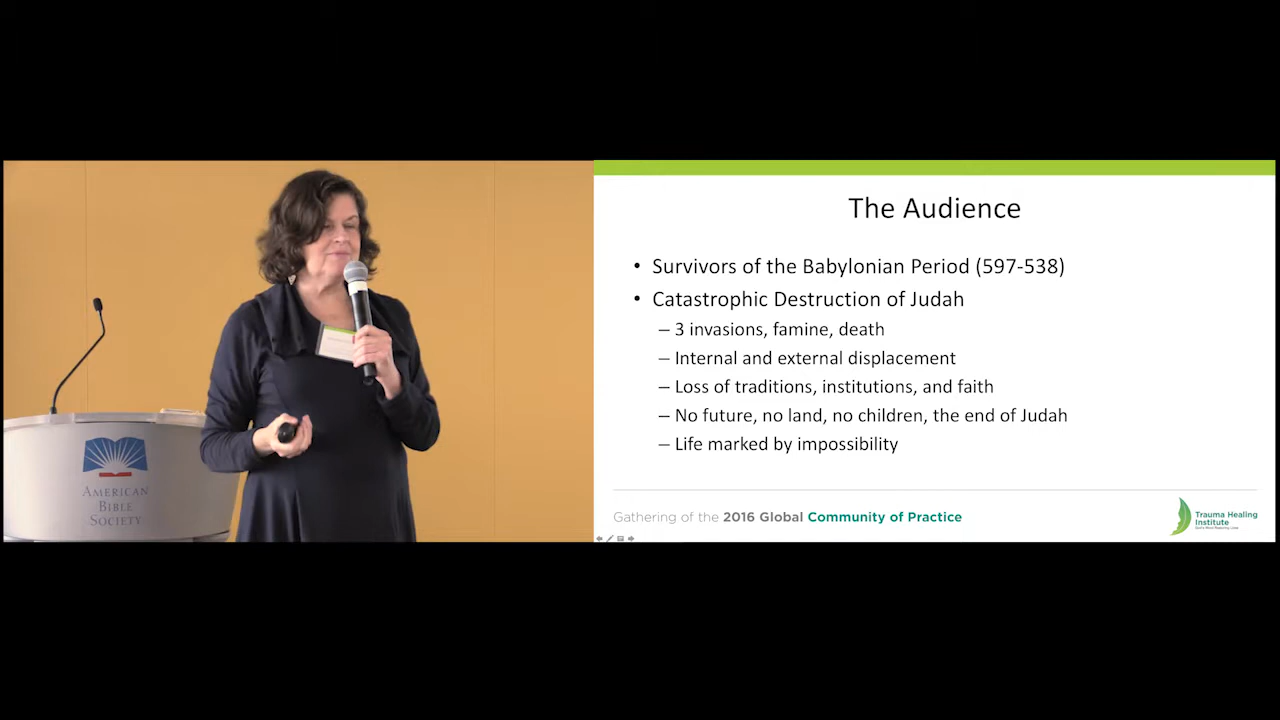 AMERICAN
BIBLE
SOCIETY
The Audience
• Survivors of the Babylonian Period (597-538)
• Catastrophic Destruction of Judah
– 3 invasions, famine, death
– Internal and external displacement
– Loss of traditions, institutions, and faith
– No future, no land, no children, the end of Judah
– Life marked by impossibility
Gathering of the 2016 Global Community of Practice
Trauma Healing
Institute